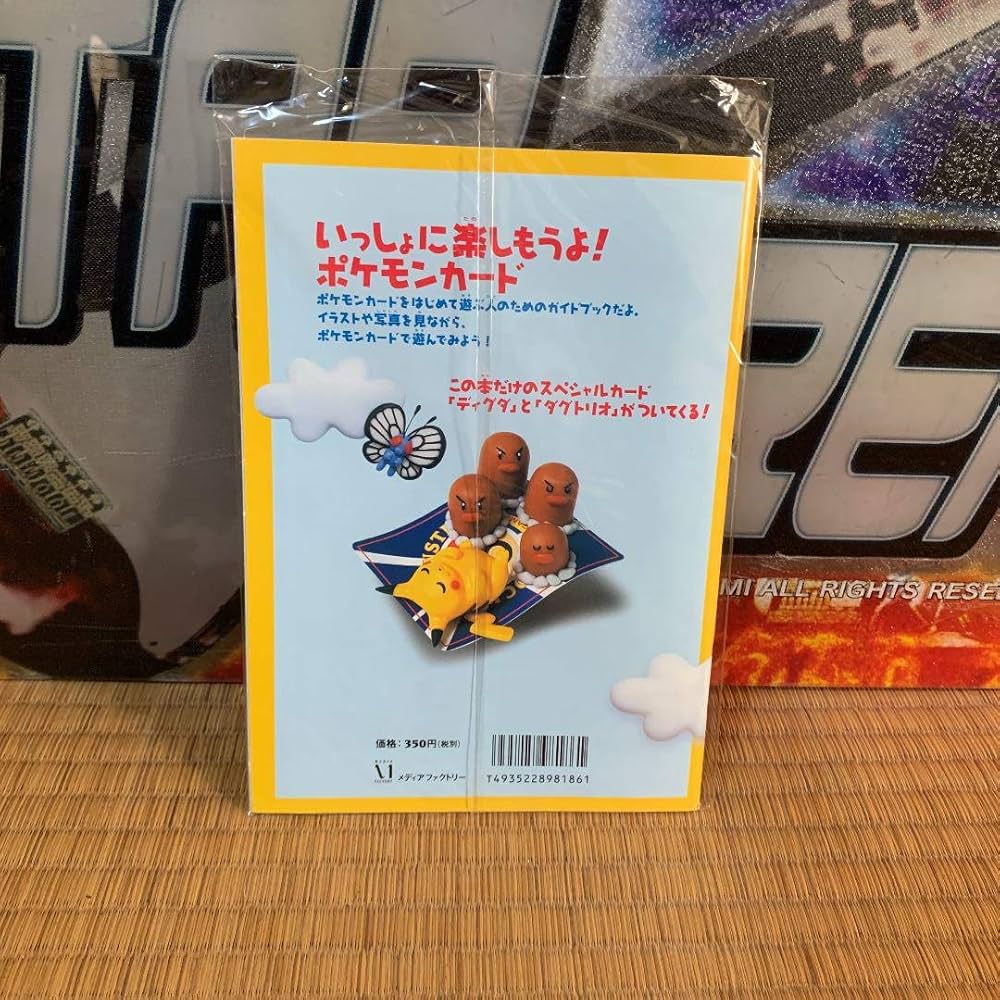 いっしょに楽しもうよ!
ポケモンカード
ポケモンカードをはじめて遊ぶ人のためのガイドブックだよ。
イラストや写真を見ながら、
ポケモンカードで遊んでみよう!
この本だけのスペシャルカード
「ディグダ」と「ダグトリオ」がついてくる!
価格:350円(税別)
メディアファクトリー
T4935228981861
MI ALL RIGHTS RESE